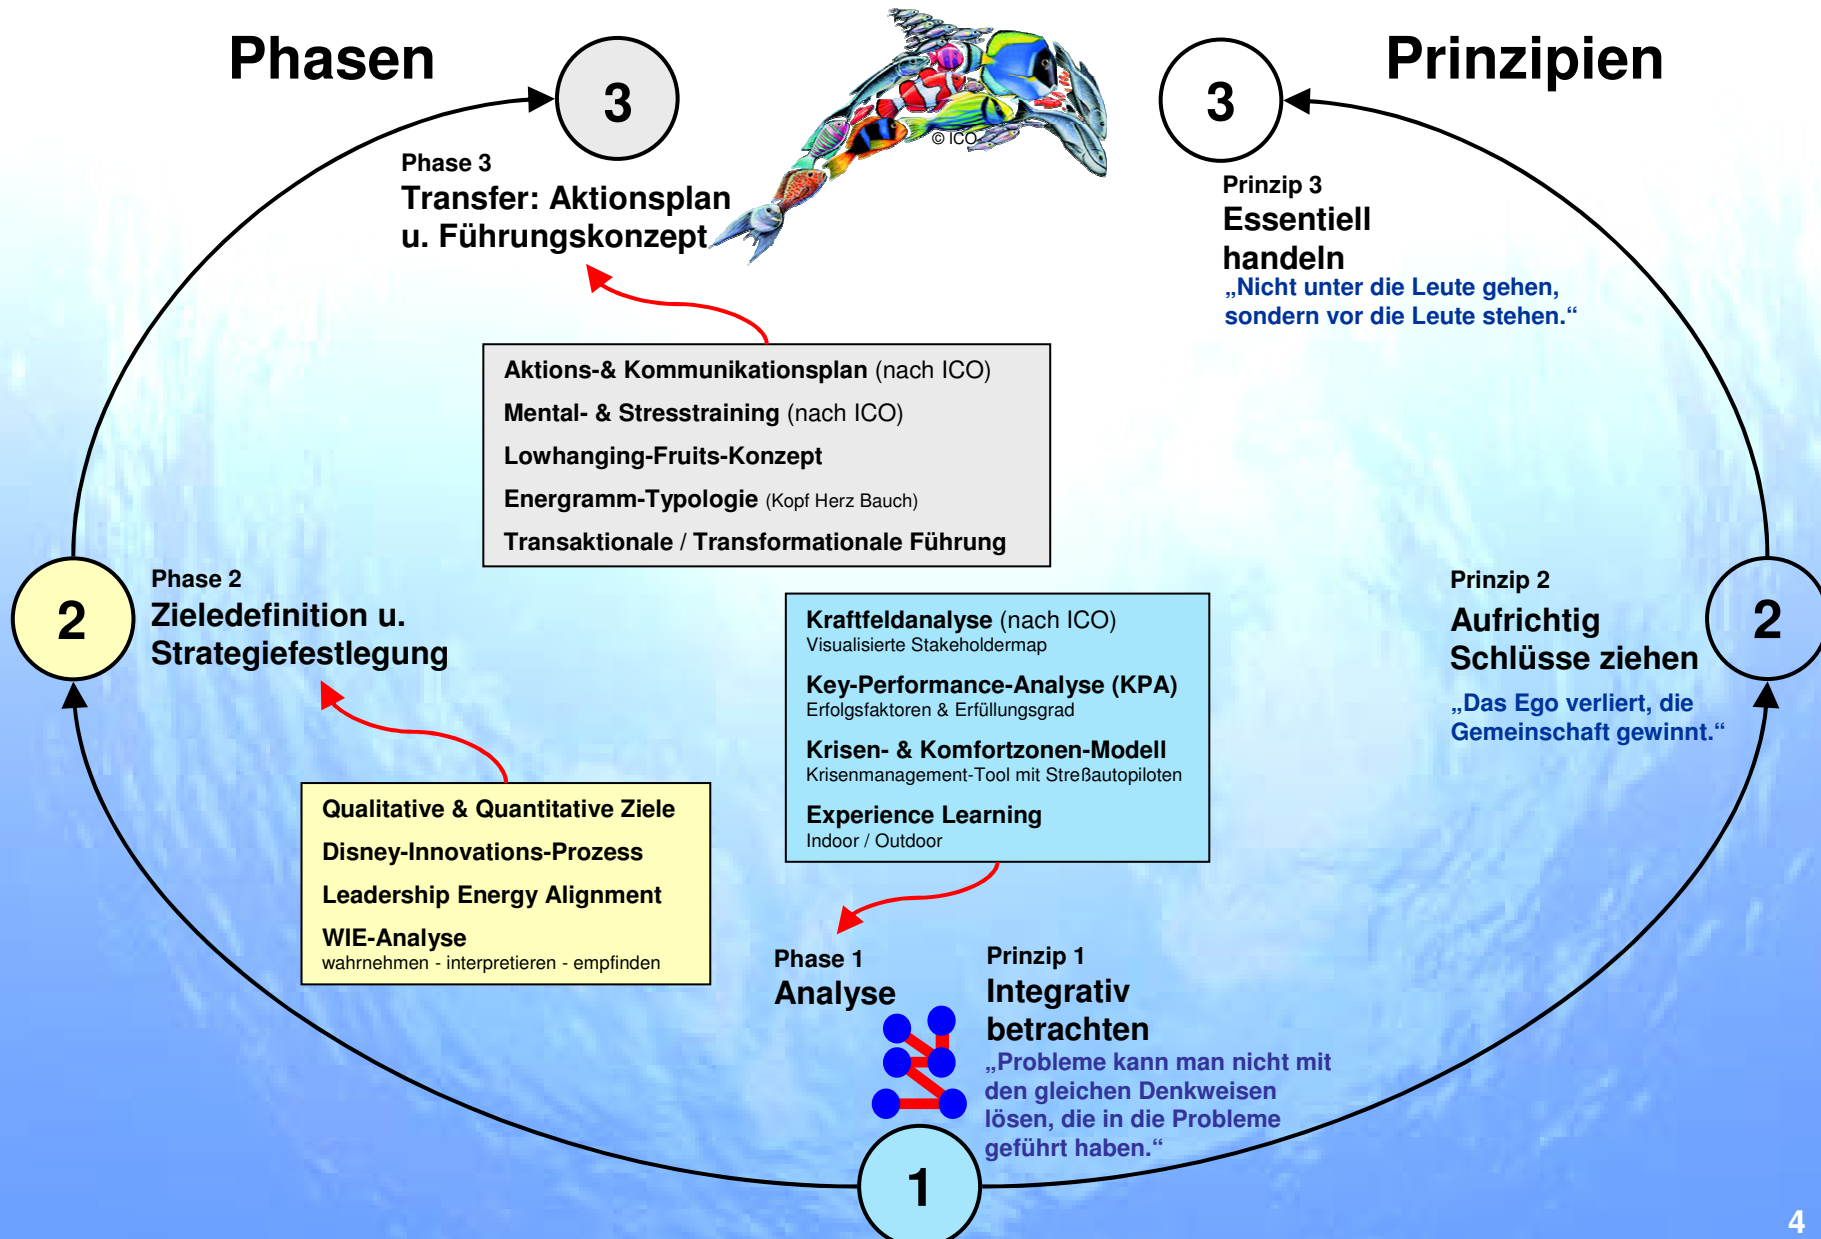 Phasen
3
© ICO
3
Prinzipien
Phase 3
Transfer: Aktionsplan
u. Führungskonzept
Prinzip 3
Essentiell
handeln
„Nicht unter die Leute gehen,
sondern vor die Leute stehen.“
Aktions-& Kommunikationsplan (nach ICO)
Mental- & Stresstraining (nach ICO)
Lowhanging-Fruits-Konzept
Energramm-Typologie (Kopf Herz Bauch)
Transaktionale / Transformationale Führung
2
Phase 2
Zieledefinition u.
Strategiefestlegung
Kraftfeldanalyse (nach ICO)
Visualisierte Stakeholdermap
Key-Performance-Analyse (KPA)
Erfolgsfaktoren & Erfüllungsgrad
Krisen- & Komfortzonen-Modell
Krisenmanagement-Tool mit Streßautopiloten
Experience Learning
Indoor / Outdoor
Prinzip 2
Aufrichtig
Schlüsse ziehen
2
„Das Ego verliert, die
Gemeinschaft gewinnt.“
Qualitative & Quantitative Ziele
Disney-Innovations-Prozess
Leadership Energy Alignment
WIE-Analyse
wahrnehmen - interpretieren - empfinden
Phase 1
Analyse
Prinzip 1
Integrativ
betrachten
„Probleme kann man nicht mit
den gleichen Denkweisen
lösen, die in die Probleme
geführt haben.“
1
4